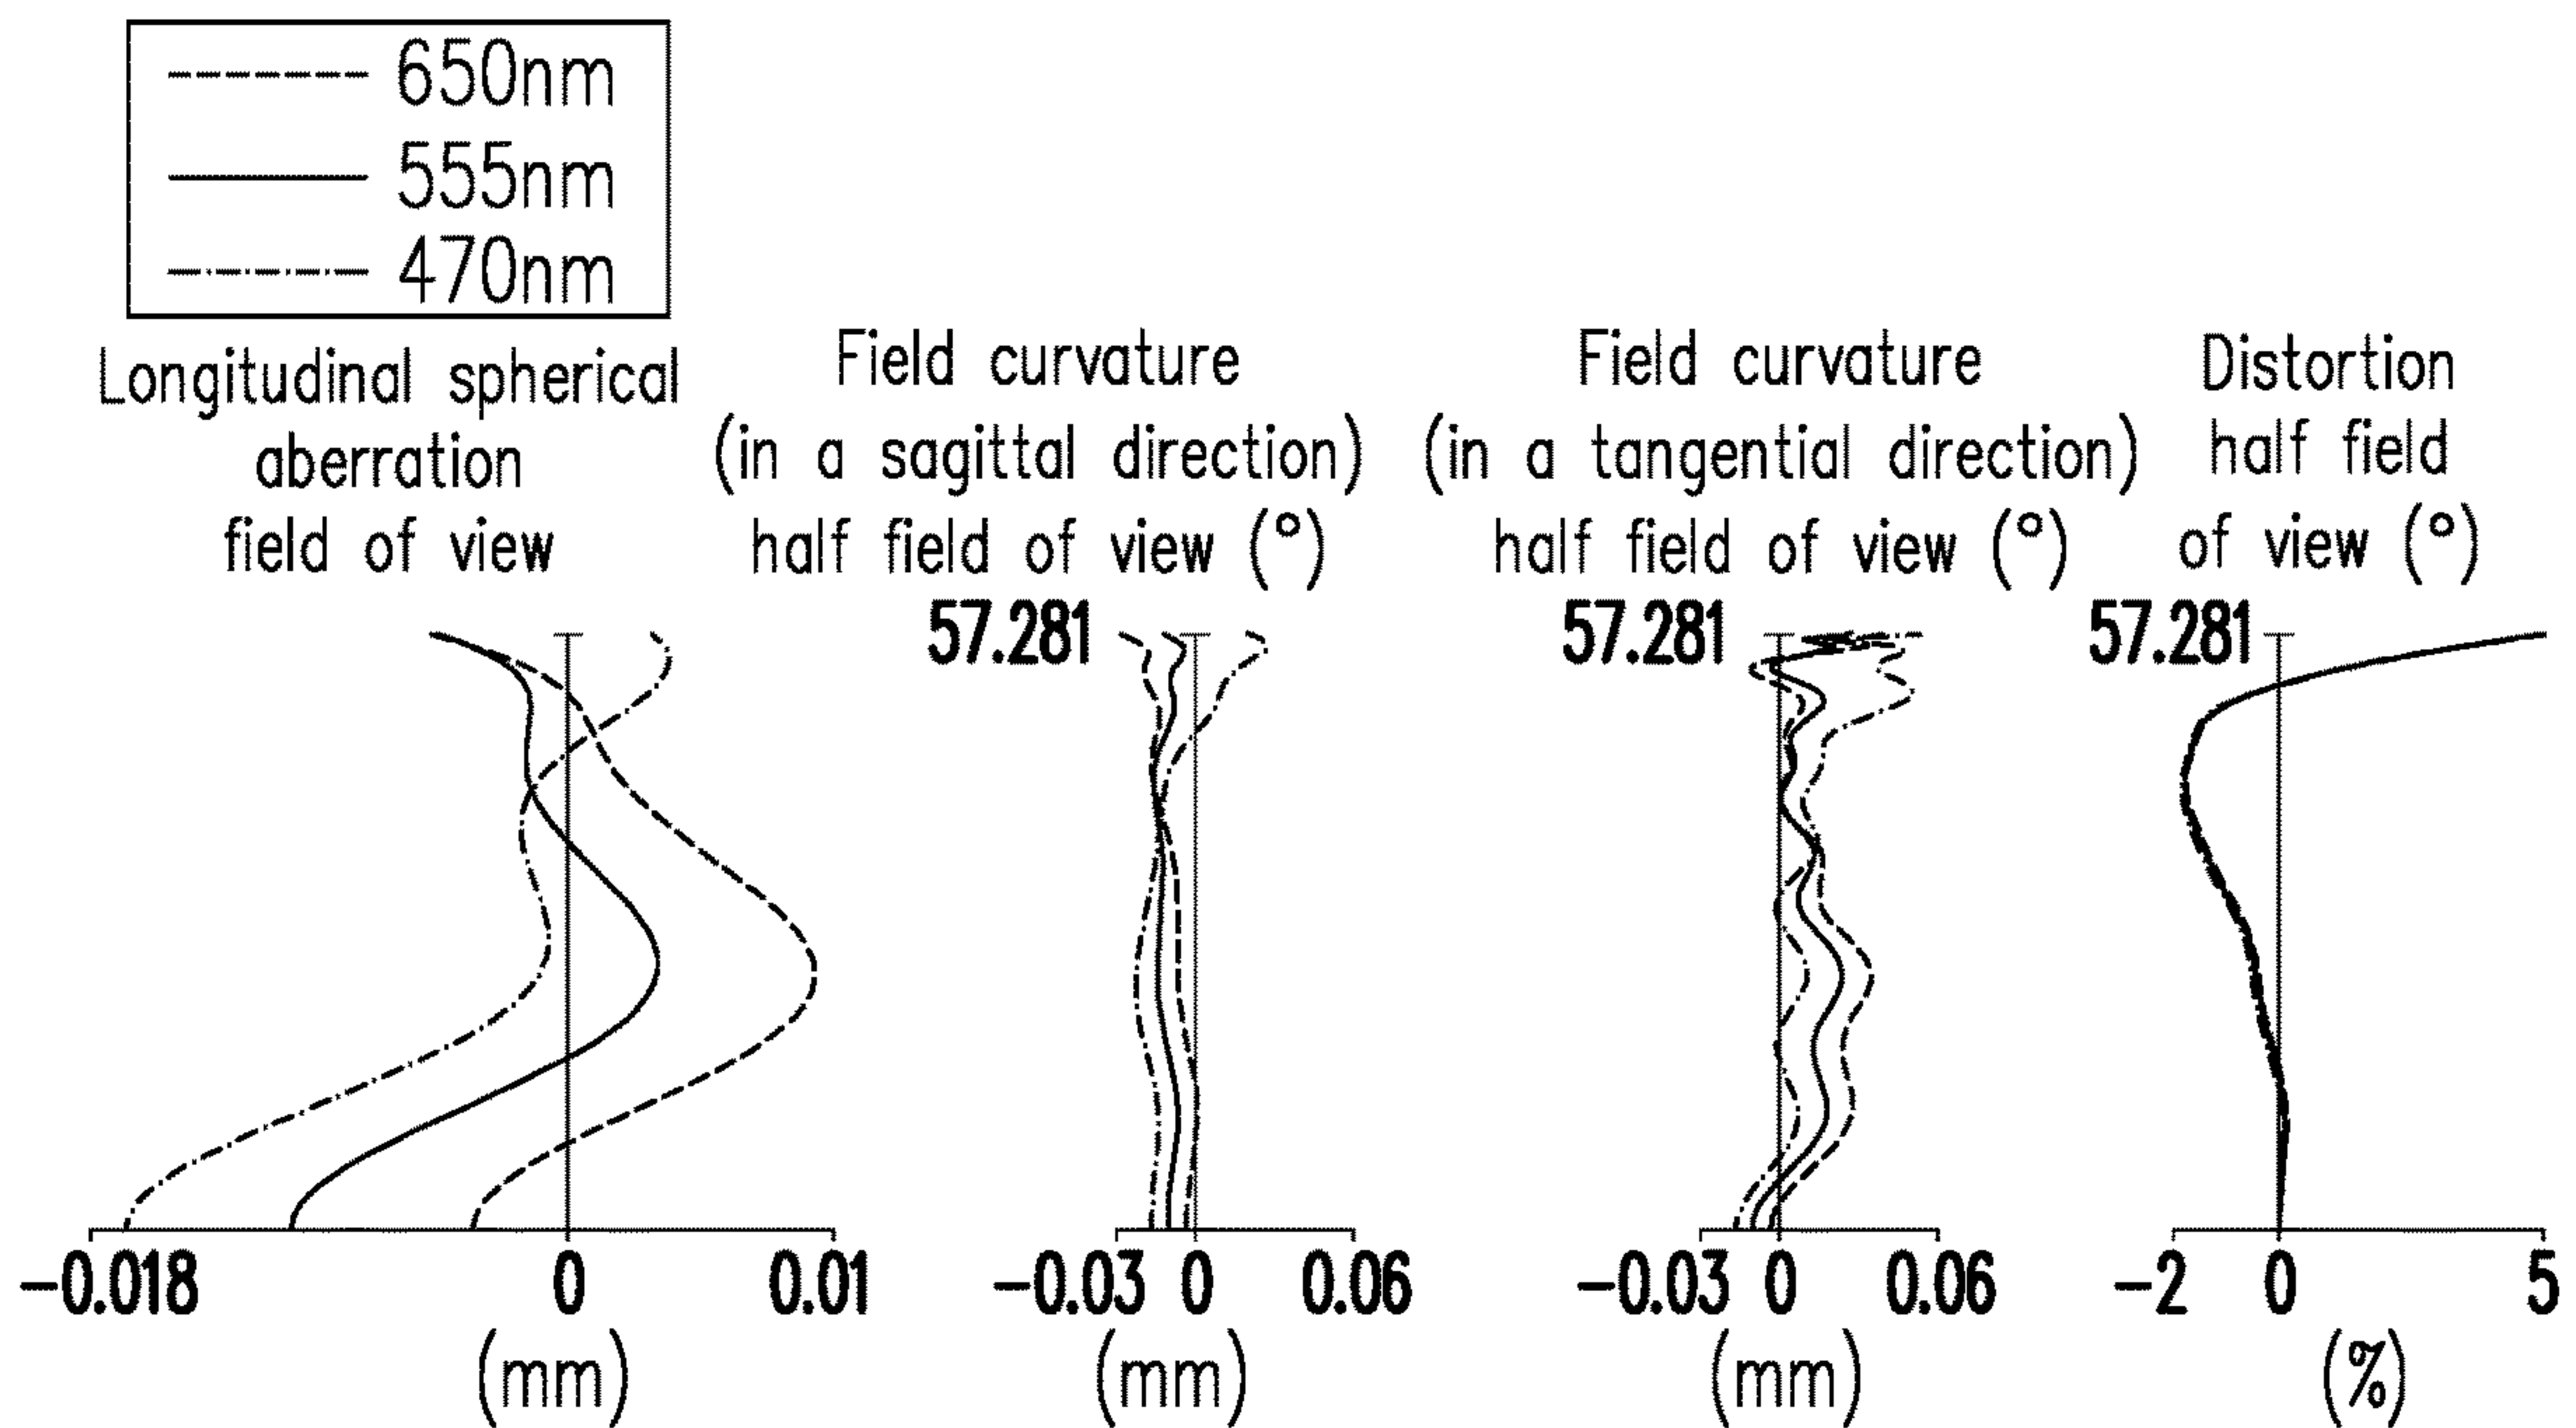 650nm
555nm
470nm
Longitudinal spherical
aberration
field of view
Field curvature
(in a sagittal direction)
half field of view (°)
Field curvature
(in a tangential direction)
half field of view (°)
Distortion
half field
of view (°)
57.281
57.281
57.281
-0.018 0 0.01
(mm)
-0.03 0 0.06
(mm)
-0.03 0 0.06
(mm)
-2 0 5
(%)